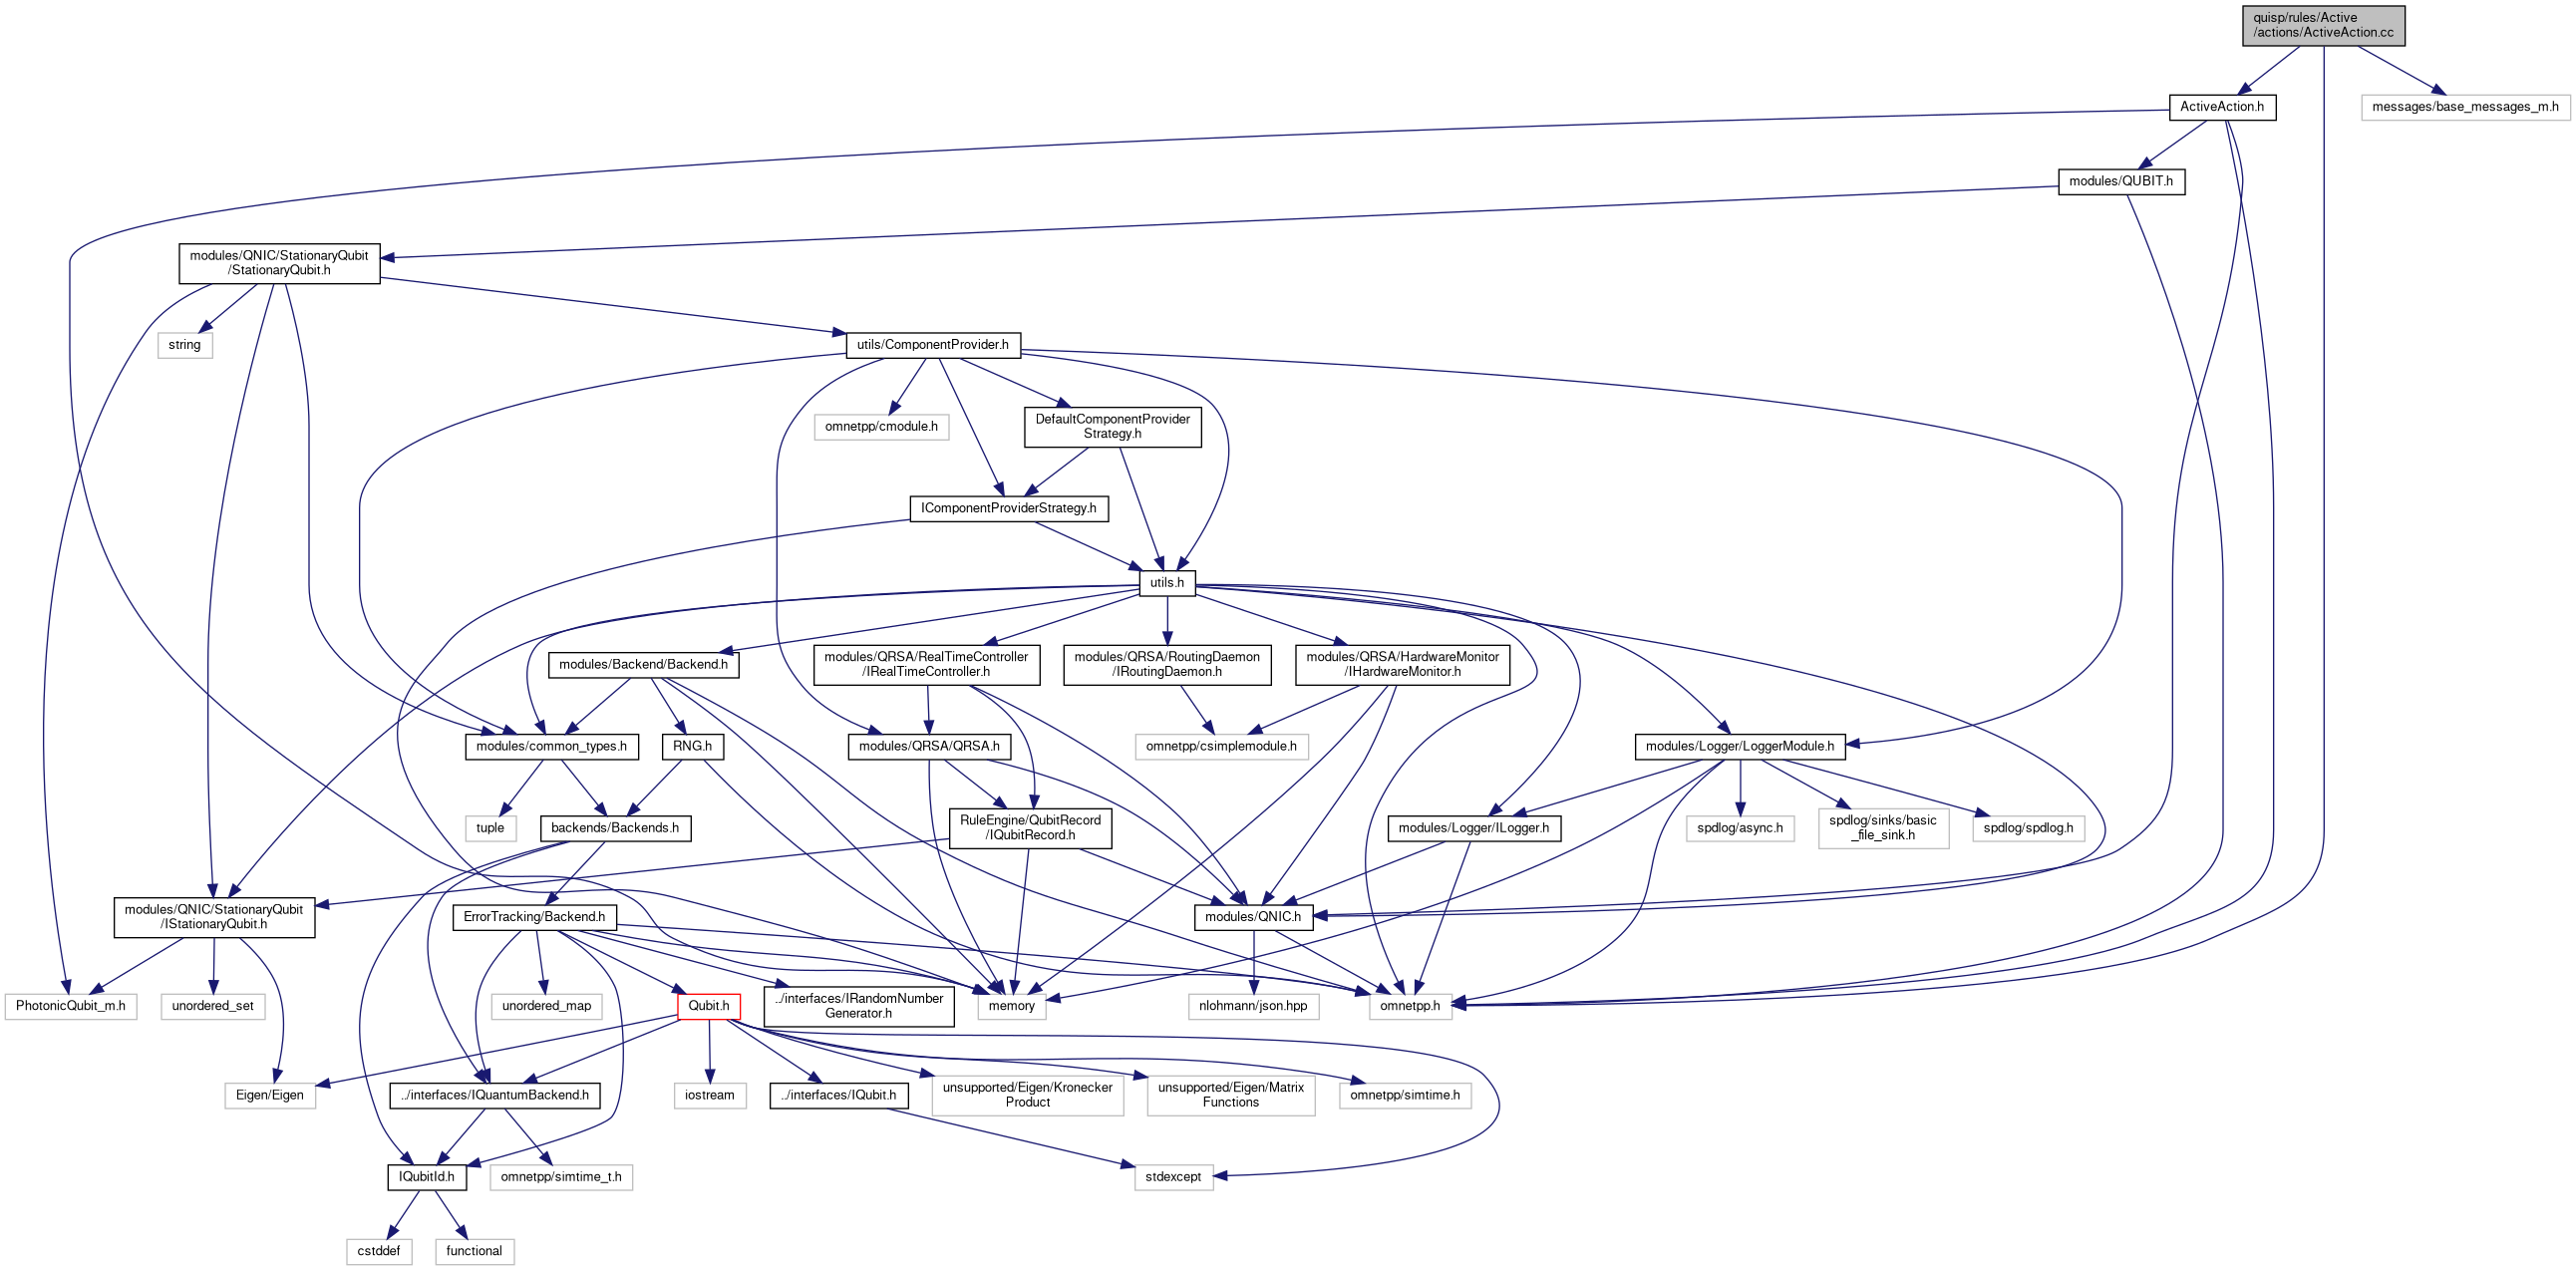 quisp/rules/Active
/actions/ActiveAction.cc
ActiveAction.h
messages/base_messages_m.h
modules/QUBIT.h
modules/QNIC/StationaryQubit
/StationaryQubit.h
string
utils/ComponentProvider.h
omnetpp/cmodule.h
DefaultComponentProvider
Strategy.h
IComponentProviderStrategy.h
utils.h
modules/Backend/Backend.h
modules/QRSA/RealTimeController
/IRealTimeController.h
modules/QRSA/RoutingDaemon
/IRoutingDaemon.h
modules/QRSA/HardwareMonitor
/IHardwareMonitor.h
modules/common_types.h
RNG.h
modules/QRSA/QRSA.h
omnetpp/csimplemodule.h
modules/Logger/LoggerModule.h
tuple
backends/Backends.h
RuleEngine/QubitRecord
/IQubitRecord.h
modules/Logger/ILogger.h
spdlog/async.h
spdlog/sinks/basic
_file_sink.h
spdlog/spdlog.h
modules/QNIC/StationaryQubit
/IStationaryQubit.h
ErrorTracking/Backend.h
modules/QNIC.h
PhotonicQubit_m.h
unordered_set
unordered_map
Qubit.h
../interfaces/IRandomNumber
Generator.h
memory
nlohmann/json.hpp
omnetpp.h
Eigen/Eigen
../interfaces/IQuantumBackend.h
iostream
../interfaces/IQubit.h
unsupported/Eigen/Kronecker
Product
unsupported/Eigen/Matrix
Functions
omnetpp/simtime.h
IQubitId.h
omnetpp/simtime_t.h
stdexcept
cstddef
functional